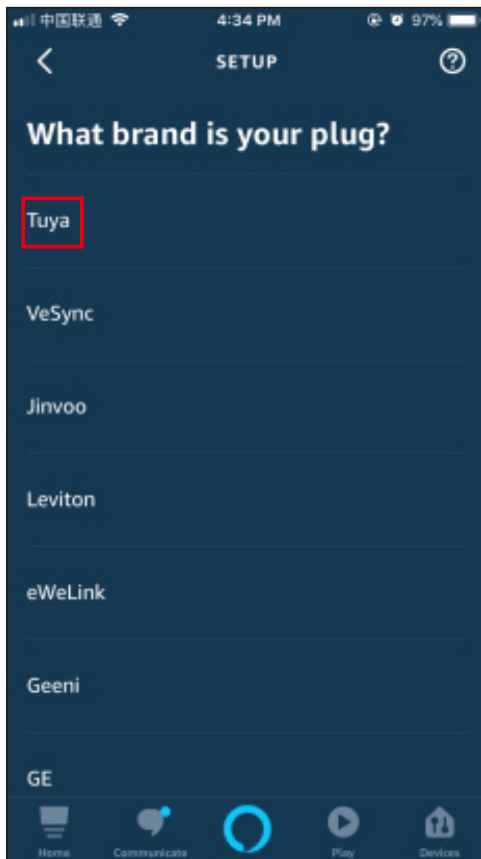 中国联通 4:34 PM 97%
SETUP
What brand is your plug?
Tuya
VeSync
Jinvoo
Leviton
eWeLink
Geeni
GE
Home Communicate Play Devices